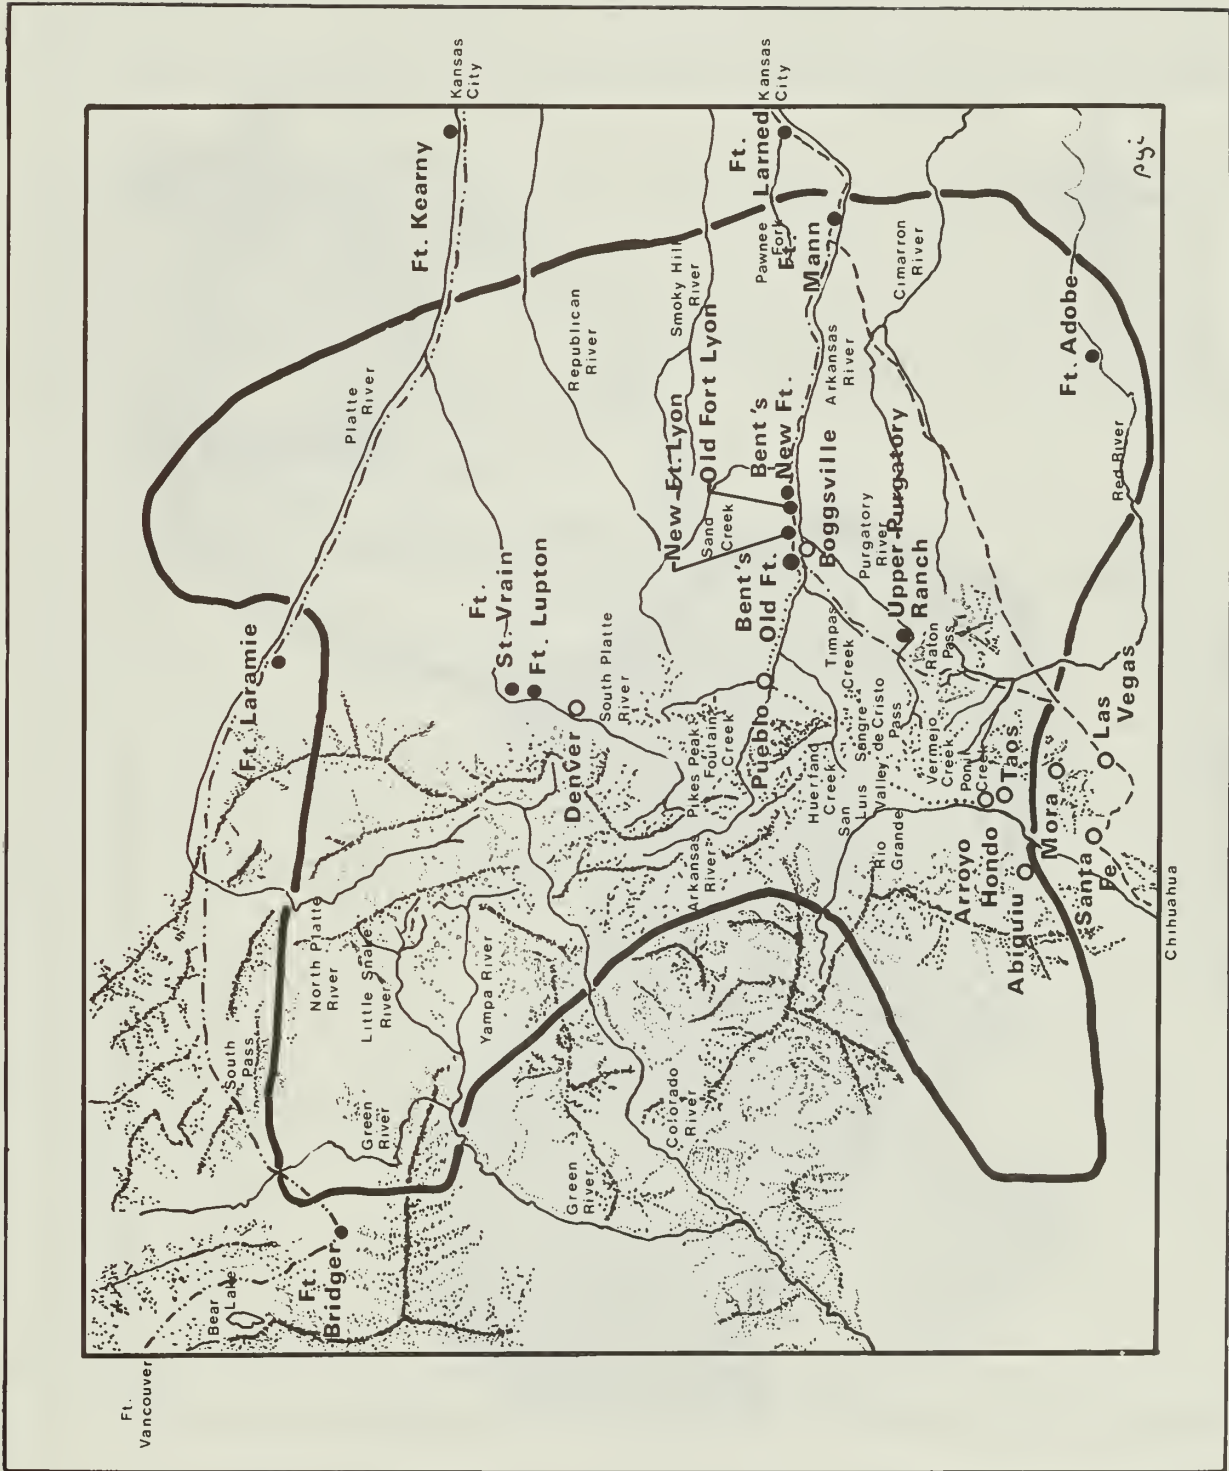 Ft.
Vancouver
Bear
Lake
South
Pass
Ft. Laramie
Ft.
Bridger
North Platte
River
Platte
River
Green
River
Little Snake
River
Ft. Kearny
Kansas
City
Yampa River
Ft.
St. Vrain
Ft. Lupton
Denver
Green
River
Republican
River
South Platte
River
Colorado
River
Smoky Hill
River
New Ft. Lyon
Old Fort Lyon
Sand
Creek
Arkansas
River
Pikes Peak
Foutain
Creek
Pueblo
Bent's
Old Ft.
Bent's
New Ft.
Ft.
Larned
Kansas
City
Pawnee
Fork
Ft.
Mann
Boggsville
Arkansas
River
Huerfano
Creek
Timpas
Creek
San
Luis
Valley
Sangre
de Cristo
Pass
Purgatory
River
Upper Purgatory
Ranch
Cimarron
River
Rio
Grande
Vermejo
Creek
Raton
Pass
Ponil
Creek
Arroyo
Hondo
Taos
Abiquiu
Mora
Ft. Adobe
Santa
Fe
Las
Vegas
Red River
Chihuahua